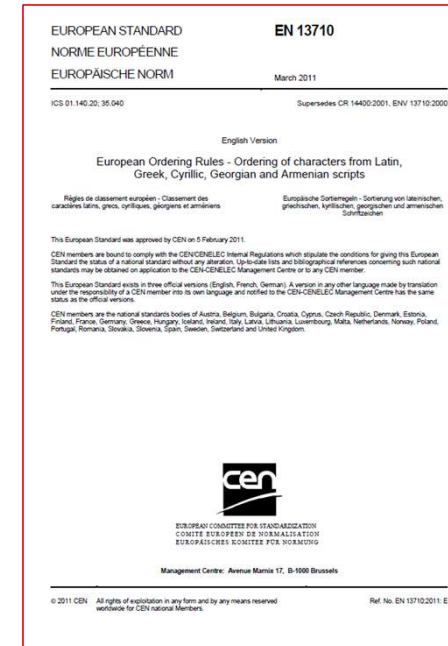 EUROPEAN STANDARD
NORME EUROPÉENNE
EUROPÄISCHE NORM
EN 13710
March 2011
ICS 01.140.20; 35.040
Supersedes CR 14400:2001, ENV 13710:2000
English Version
European Ordering Rules - Ordering of characters from Latin,
Greek, Cyrillic, Georgian and Armenian scripts
Règles de classement européen - Classement des
caractères latins, grecs, cyrilliques, géorgiens et arméniens
Europäische Sortierregeln - Sortierung von lateinischen,
griechischen, kyrillischen, georgischen und armenischen
Schriftzeichen
This European Standard was approved by CEN on 5 February 2011.
CEN members are bound to comply with the CEN/CENELEC Internal Regulations which stipulate the conditions for giving this European
Standard the status of a national standard without any alteration. Up-to-date lists and bibliographical references concerning such national
standards may be obtained on application to the CEN-CENELEC Management Centre or to any CEN member.
This European Standard exists in three official versions (English, French, German). A version in any other language made by translation
under the responsibility of a CEN member into its own language and notified to the CEN-CENELEC Management Centre has the same
status as the official versions.
CEN members are the national standards bodies of Austria, Belgium, Bulgaria, Croatia, Cyprus, Czech Republic, Denmark, Estonia,
Finland, France, Germany, Greece, Hungary, Iceland, Ireland, Italy, Latvia, Lithuania, Luxembourg, Malta, Netherlands, Norway, Poland,
Portugal, Romania, Slovakia, Slovenia, Spain, Sweden, Switzerland and United Kingdom.
cen
EUROPEAN COMMITTEE FOR STANDARDIZATION
COMITÉ EUROPÉEN DE NORMALISATION
EUROPÄISCHES KOMITEE FÜR NORMUNG
Management Centre: Avenue Marnix 17, B-1000 Brussels
© 2011 CEN All rights of exploitation in any form and by any means reserved
worldwide for CEN national Members.
Ref. No. EN 13710:2011: E